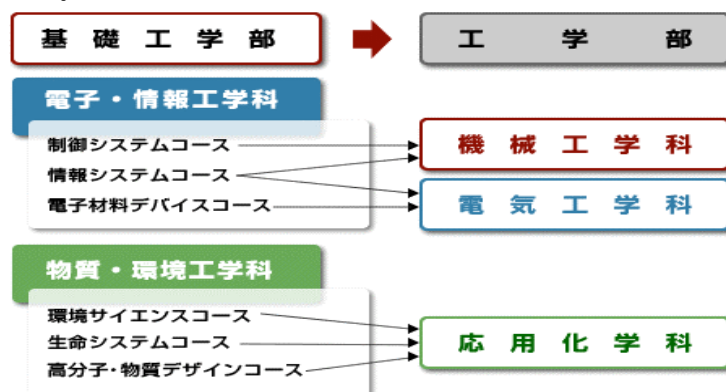 基礎工学部
工学部
電子・情報工学科
制御システムコース
情報システムコース
電子材料デバイスコース
機械工学科
電気工学科
物質・環境工学科
環境サイエンスコース
生命システムコース
高分子・物質デザインコース
応用化学科